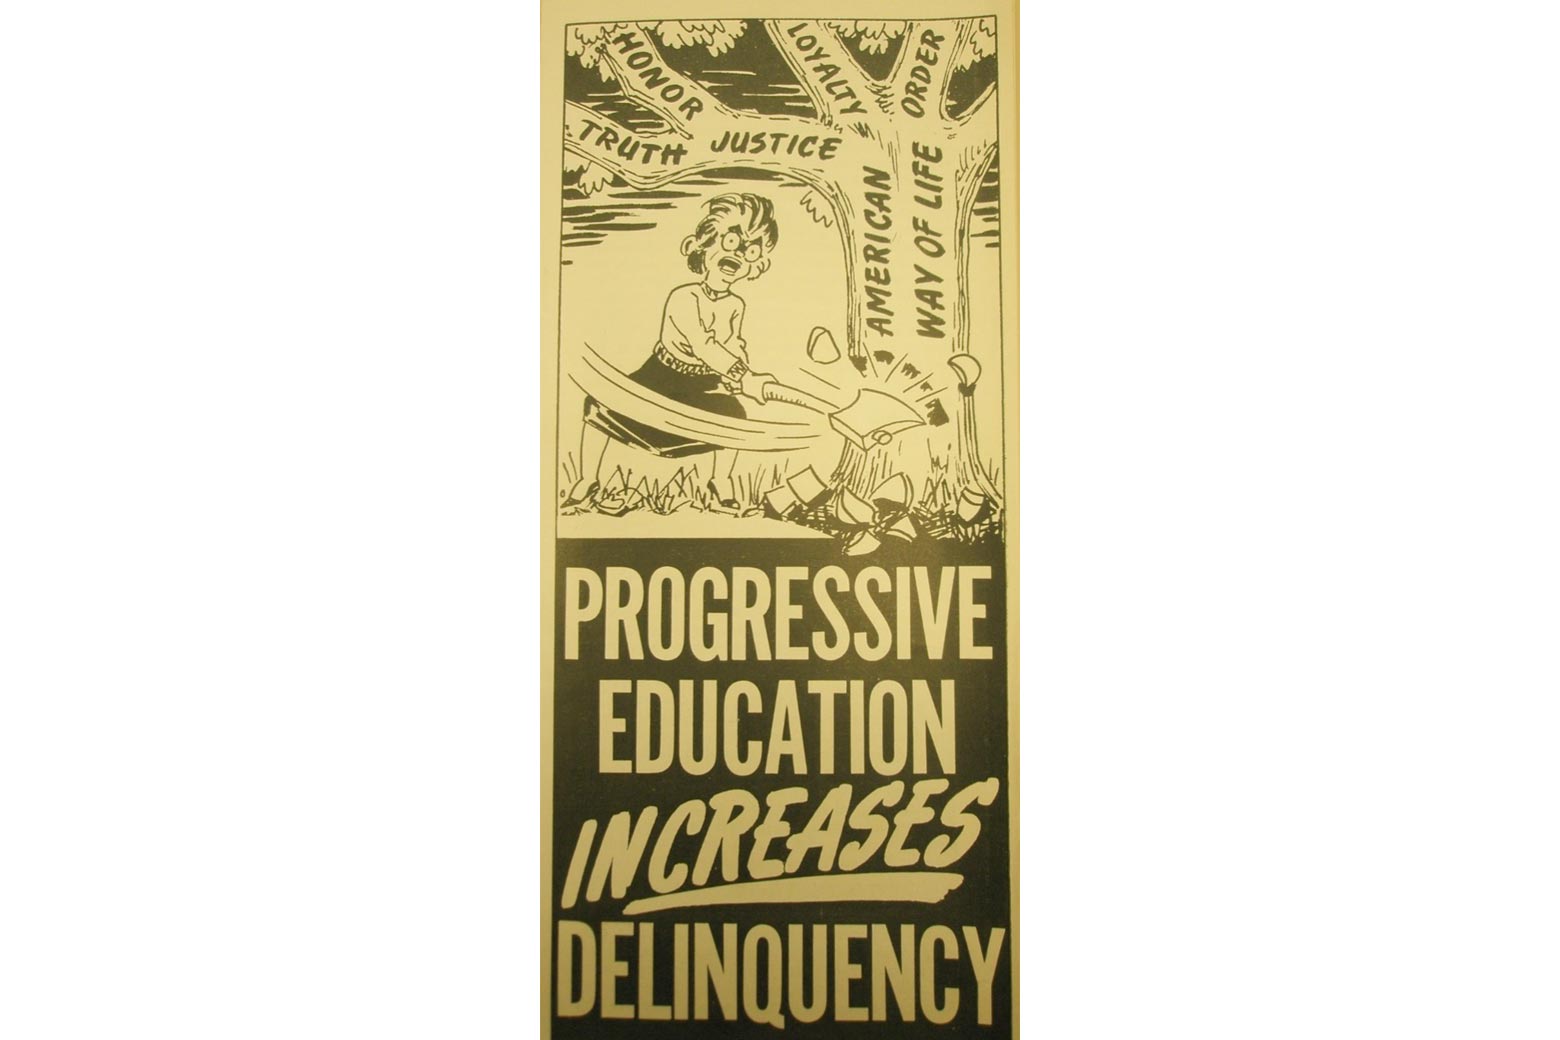 HONOR
LOYALTY
ORDER
TRUTH
JUSTICE
AMERICAN
WAY OF LIFE
PROGRESSIVE
EDUCATION
INCREASES
DELINQUENCY